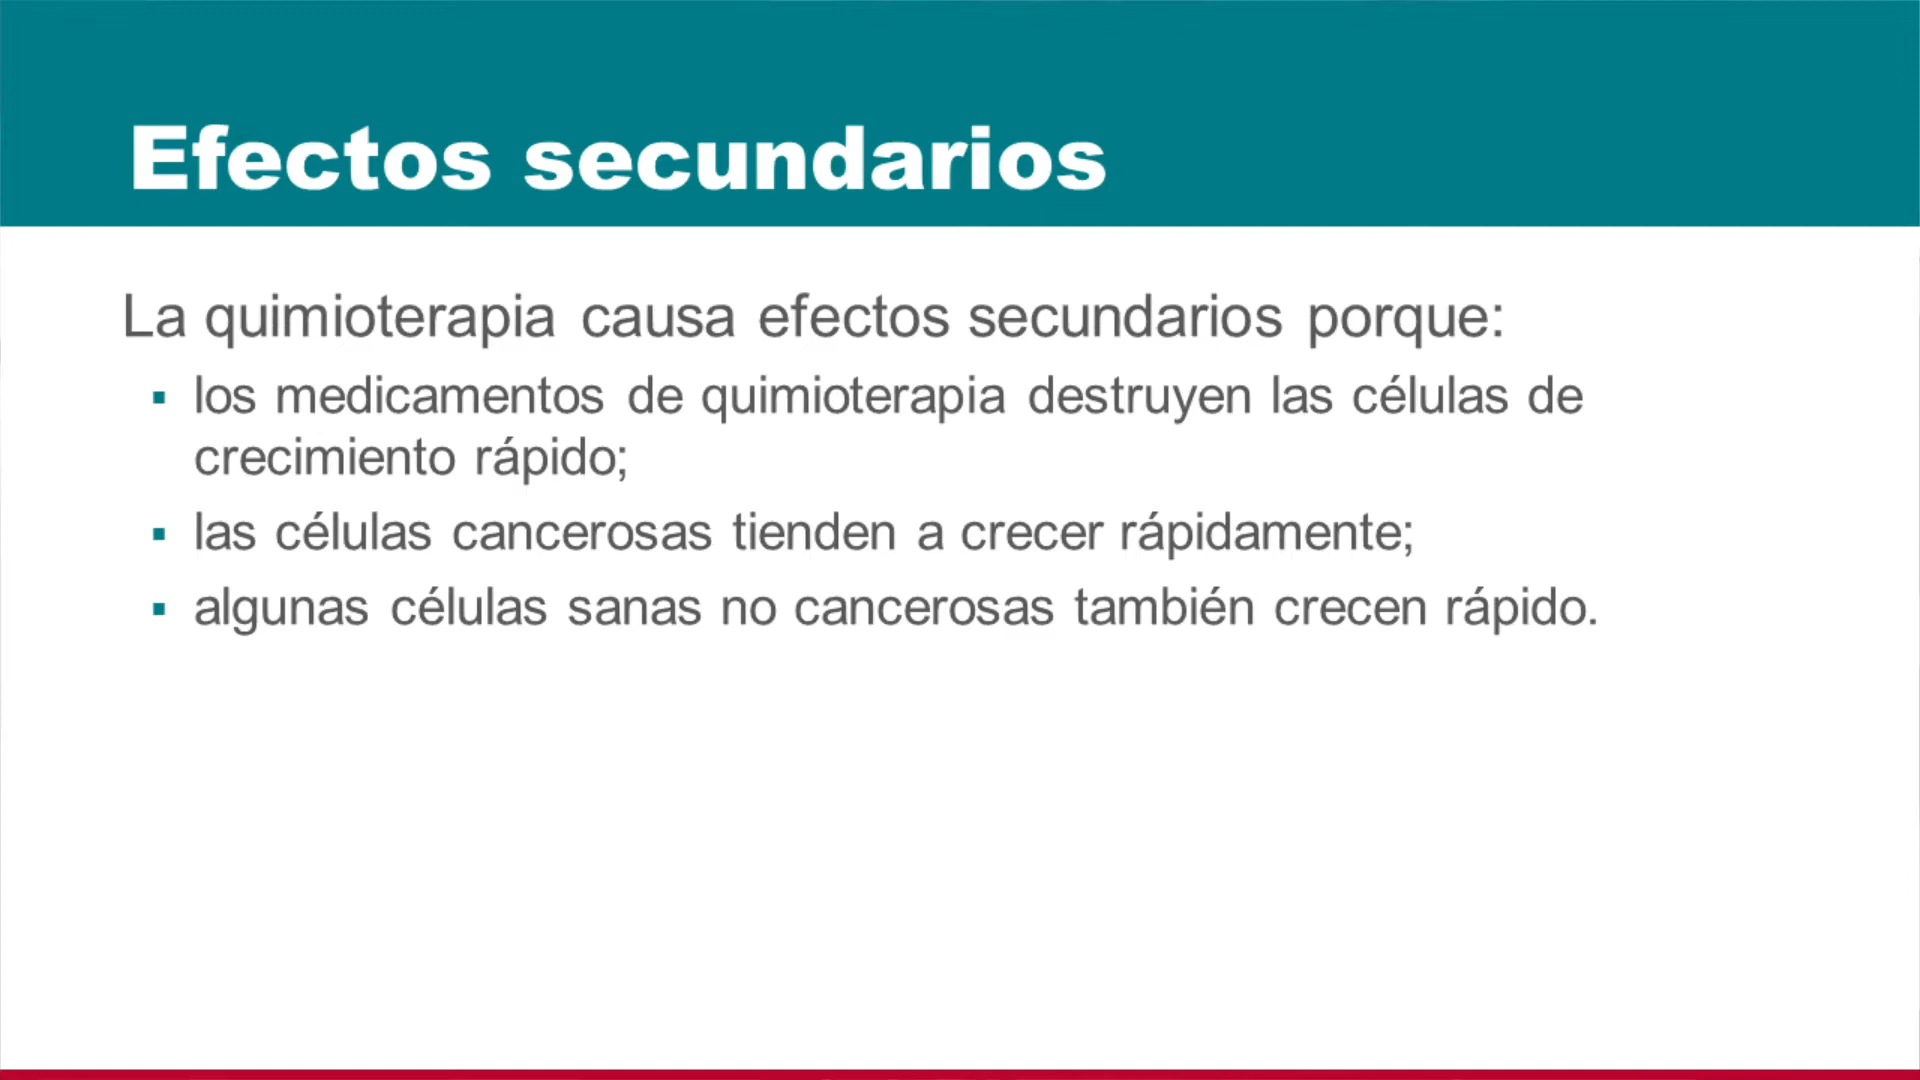 Efectos secundarios
La quimioterapia causa efectos secundarios porque:
▪ los medicamentos de quimioterapia destruyen las células de
crecimiento rápido;
▪ las células cancerosas tienden a crecer rápidamente;
▪ algunas células sanas no cancerosas también crecen rápido.